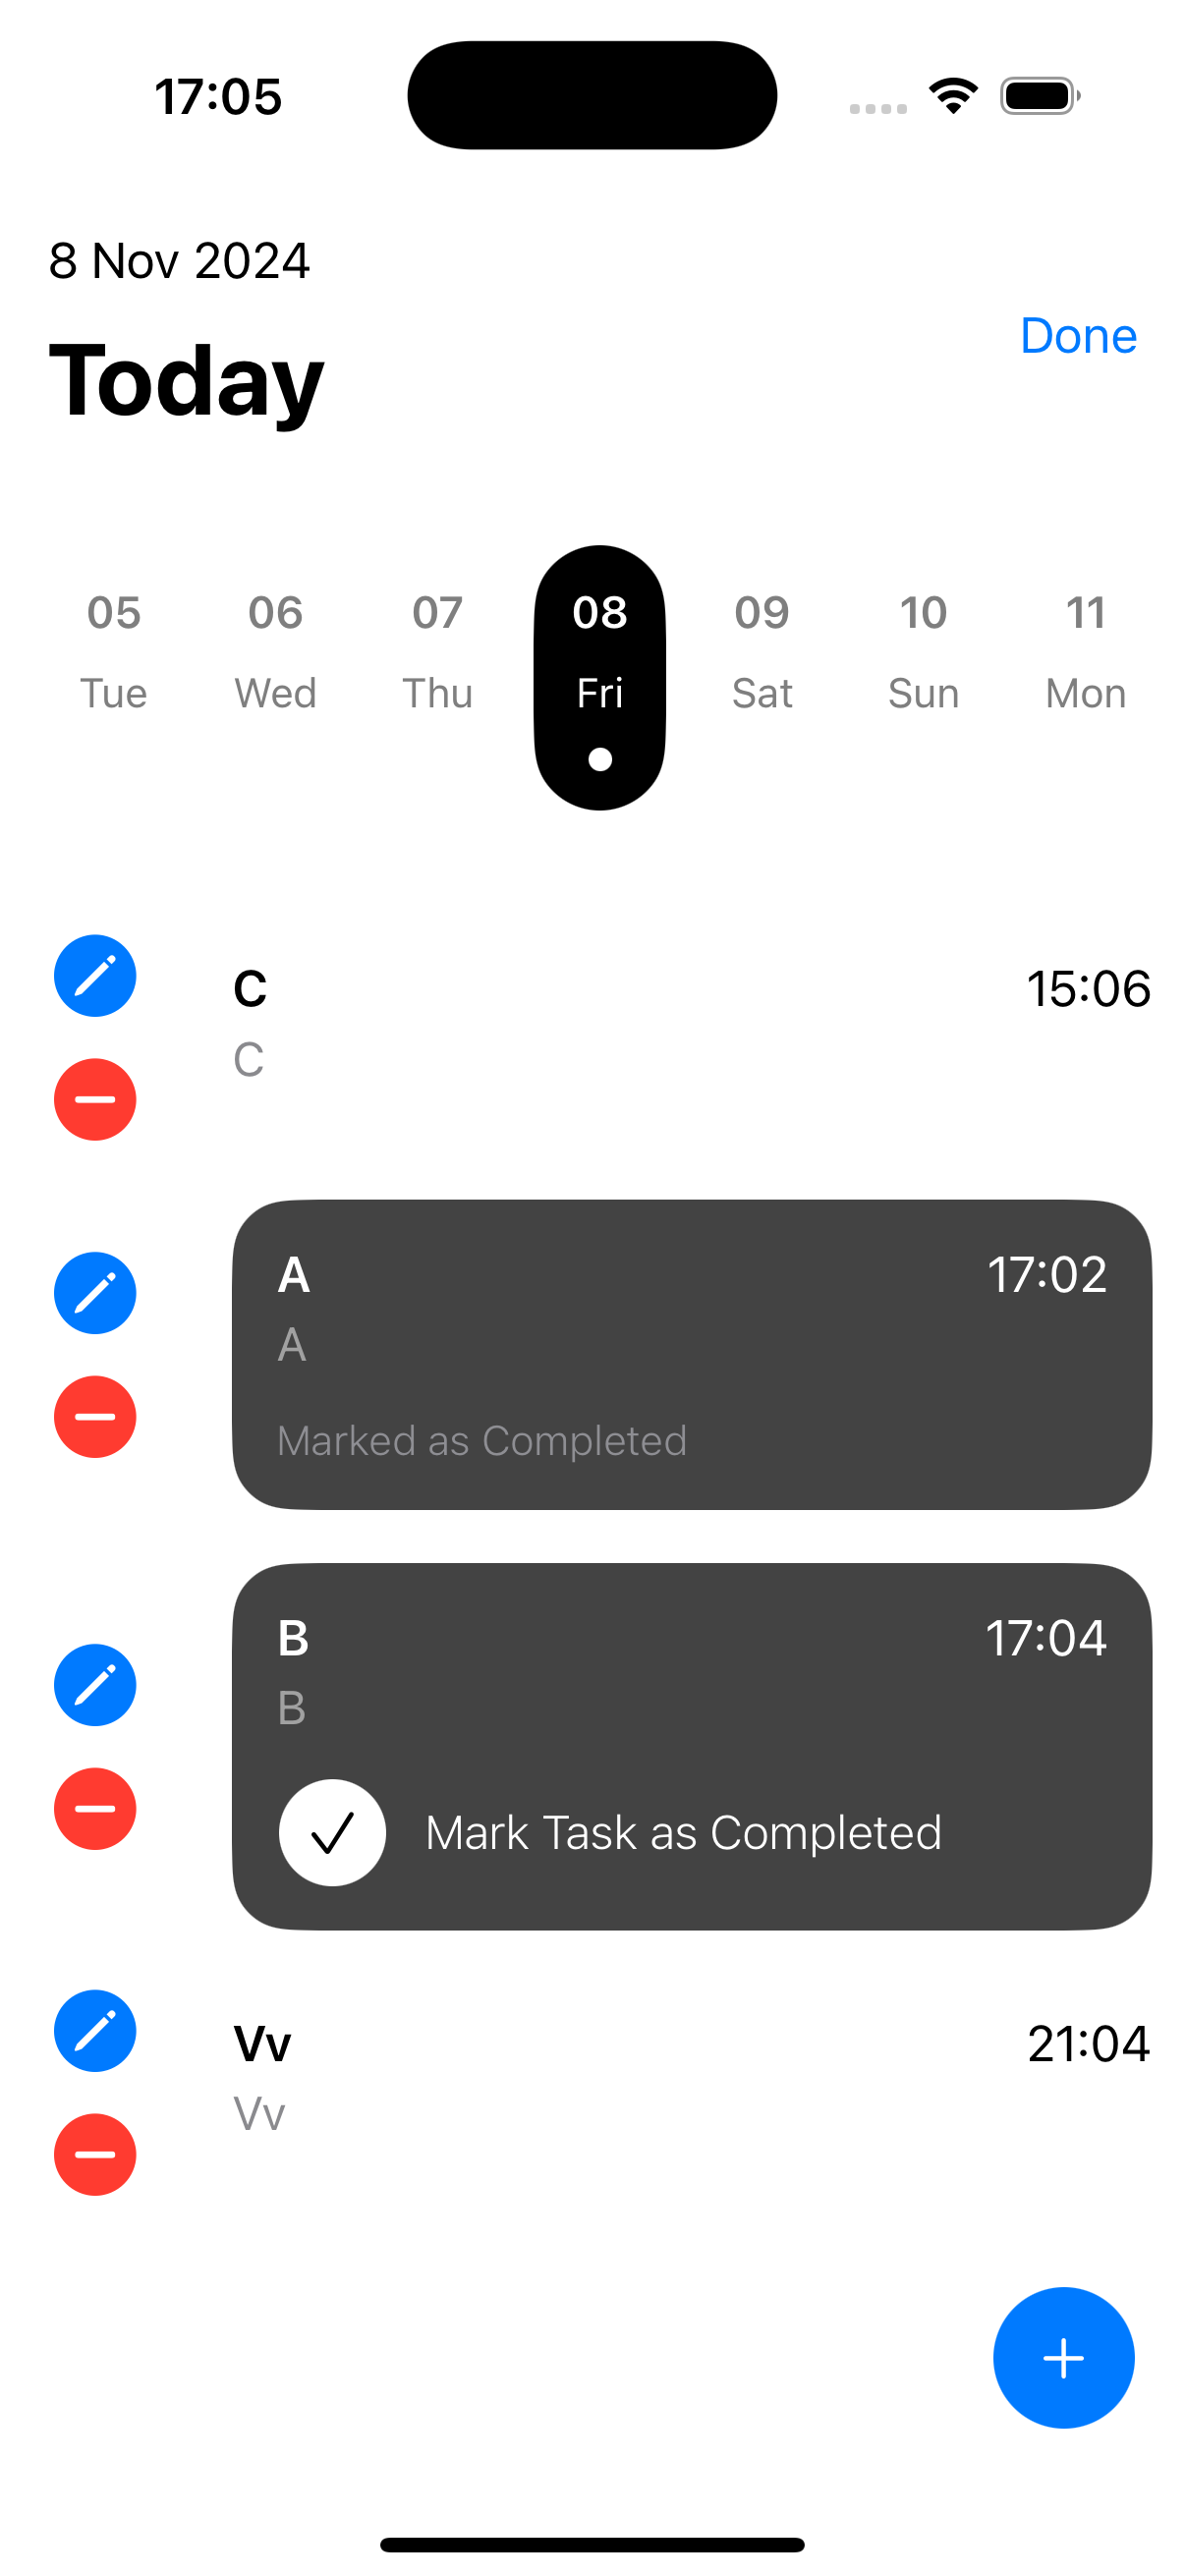 17:05
8 Nov 2024
Today
Done
05 06 07 08 09 10 11
Tue Wed Thu Fri Sat Sun Mon
C 15:06
C
A 17:02
A
Marked as Completed
B 17:04
B
Mark Task as Completed
Vv 21:04
Vv